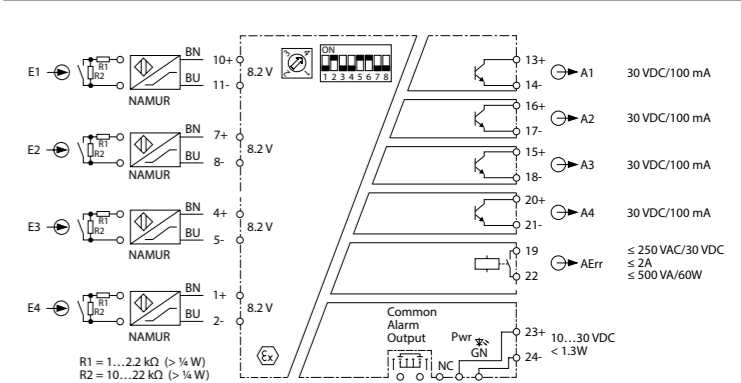 E1
R1
R2
NAMUR
BN
BU
10+
11-
8.2 V
ON
1 2 3 4 5 6 7 8
1
2
3
4
13+
14-
A1
30 VDC/100 mA
E2
R1
R2
NAMUR
BN
BU
7+
8-
8.2 V
16+
17-
A2
30 VDC/100 mA
15+
18-
A3
30 VDC/100 mA
E3
R1
R2
NAMUR
BN
BU
4+
5-
8.2 V
20+
21-
A4
30 VDC/100 mA
19
22
AErr
≤ 250 VAC/30 VDC
≤ 2A
≤ 500 VA/60W
E4
R1
R2
NAMUR
BN
BU
1+
2-
8.2 V
Common
Alarm
Output
Pwr
GN
NC
23+
24-
10…30 VDC
< 1.3W
εx
R1 = 1…2.2 kΩ (> ¼ W)
R2 = 10…22 kΩ (> ¼ W)